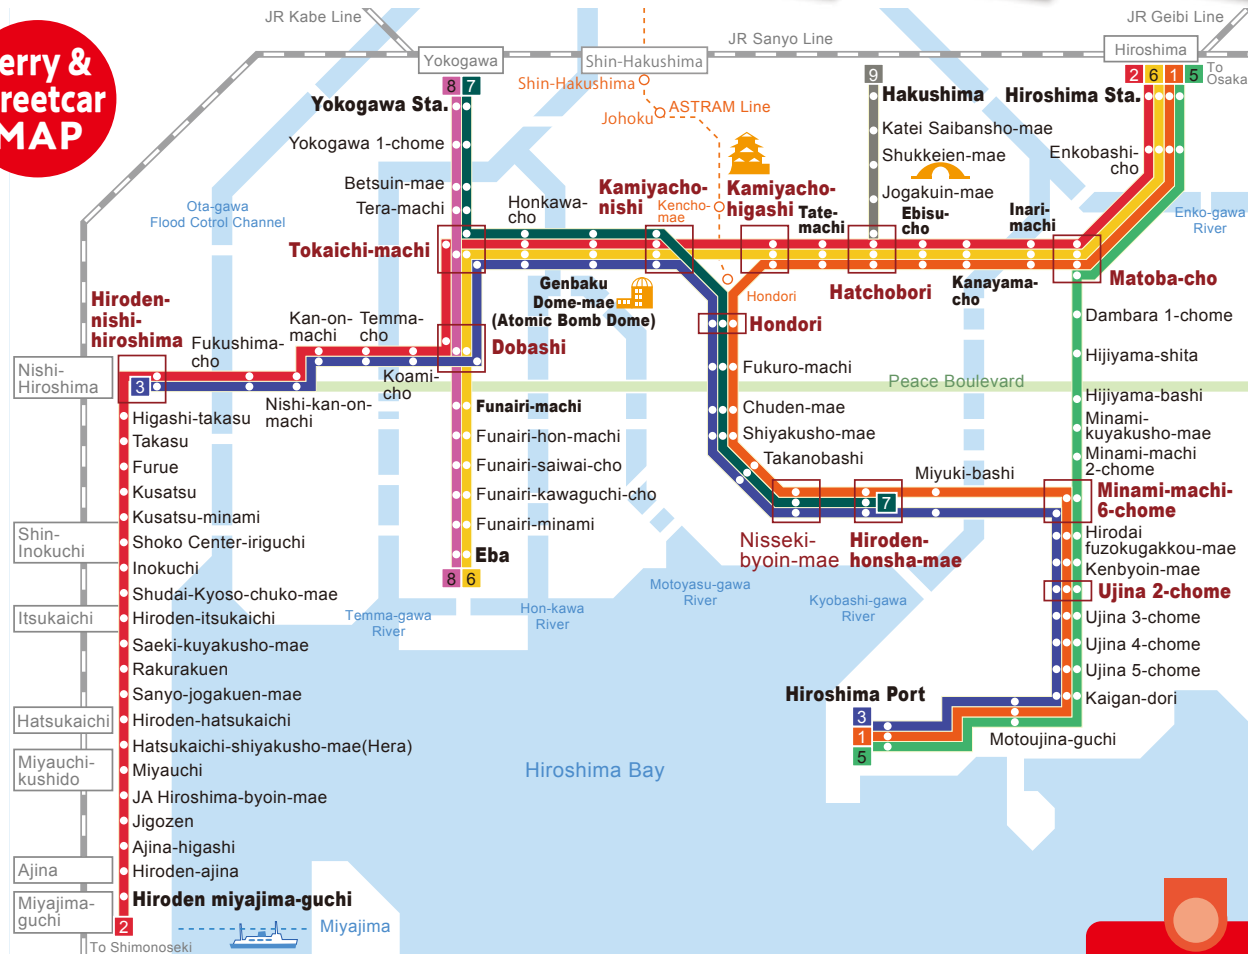 JR Kabe Line
JR Geibi Line
JR Sanyo Line
erry &
reetcar
MAP
Yokogawa
Shin-Hakushima
Hiroshima
To
Osaka
8 7
9
2 6 1 5
Shin-Hakushima
Johoku
ASTRAM Line
Yokogawa Sta.
Hakushima
Hiroshima Sta.
Yokogawa 1-chome
Katei Saibansho-mae
Shukkeien-mae
Enkobashi-
cho
Betsuin-mae
Tera-machi
Jogakuin-mae
Honkawa-
cho
Kamiyacho-
nishi
Kencho-
mae
Kamiyacho-
higashi
Tate-
machi
Ebisu-
cho
Inari-
machi
Ota-gawa
Flood Cotrol Channel
Enko-gawa
River
Tokaichi-machi
Genbaku
Dome-mae
(Atomic Bomb Dome)
Hondori
Hatchobori
Kanayama-
cho
Matoba-cho
Hiroden-
nishi-
hiroshima
Kan-on-
machi
Temma-
cho
Fukushima-
cho
Dobashi
Hondori
Dambara 1-chome
Nishi-
Hiroshima
3
Koami-
cho
Nishi-kan-on-
machi
Fukuro-machi
Peace Boulevard
Hijiyama-shita
Hijiyama-bashi
Higashi-takasu
Takasu
Furue
Kusatsu
Kusatsu-minami
Shoko Center-iriguchi
Inokuchi
Shudai-Kyoso-chuko-mae
Hiroden-itsukaichi
Saeki-kuyakusho-mae
Rakurakuen
Sanyo-jogakuen-mae
Hiroden-hatsukaichi
Hatsukaichi-shiyakusho-mae(Hera)
Miyauchi
JA Hiroshima-byoin-mae
Jigozen
Ajina-higashi
Hiroden-ajina
Hiroden miyajima-guchi
2
Shin-
Inokuchi
Itsukaichi
Hatsukaichi
Miyauchi-
kushido
Ajina
Miyajima-
guchi
To Shimonoseki
Funairi-machi
Funairi-hon-machi
Funairi-saiwai-cho
Funairi-kawaguchi-cho
Funairi-minami
Eba
8 6
Chuden-mae
Shiyakusho-mae
Takanobashi
Miyuki-bashi
7
Nisseki-
byoin-mae
Hiroden-
honsha-mae
Minami-
kuyakusho-mae
Minami-machi
2-chome
Minami-machi-
6-chome
Hirodai
fuzokugakkou-mae
Kenbyoin-mae
Ujina 2-chome
Ujina 3-chome
Ujina 4-chome
Ujina 5-chome
Kaigan-dori
Motoujina-guchi
Temma-gawa
River
Hon-kawa
River
Motoyasu-gawa
River
Kyobashi-gawa
River
Hiroshima Port
3
1
5
Hiroshima Bay
Miyajima